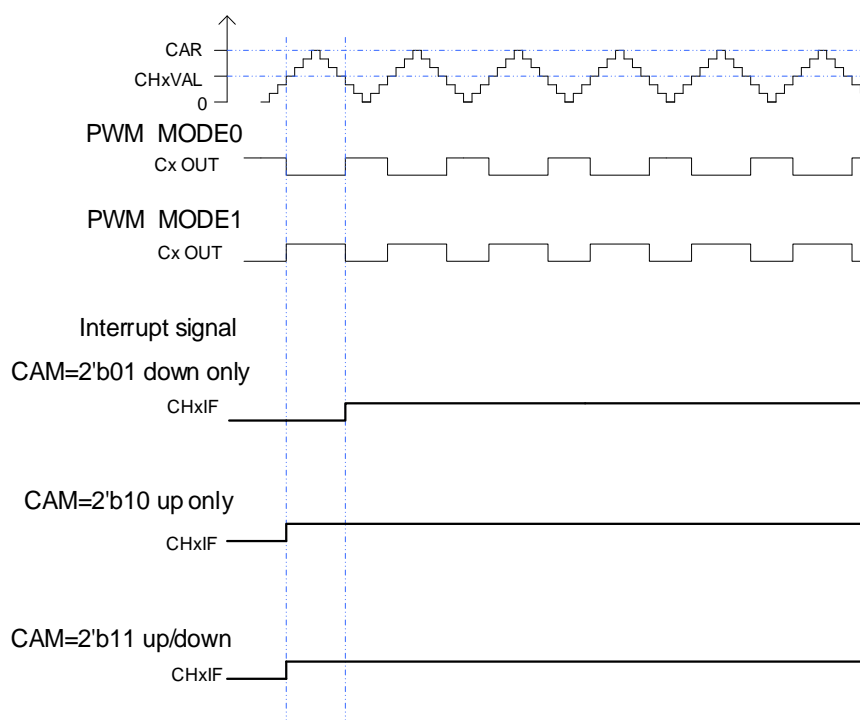 CAR
CHxVAL
0
PWM MODE0
Cx OUT
PWM MODE1
Cx OUT
Interrupt signal
CAM=2'b01 down only
CHxIF
CAM=2'b10 up only
CHxIF
CAM=2'b11 up/down
CHxIF